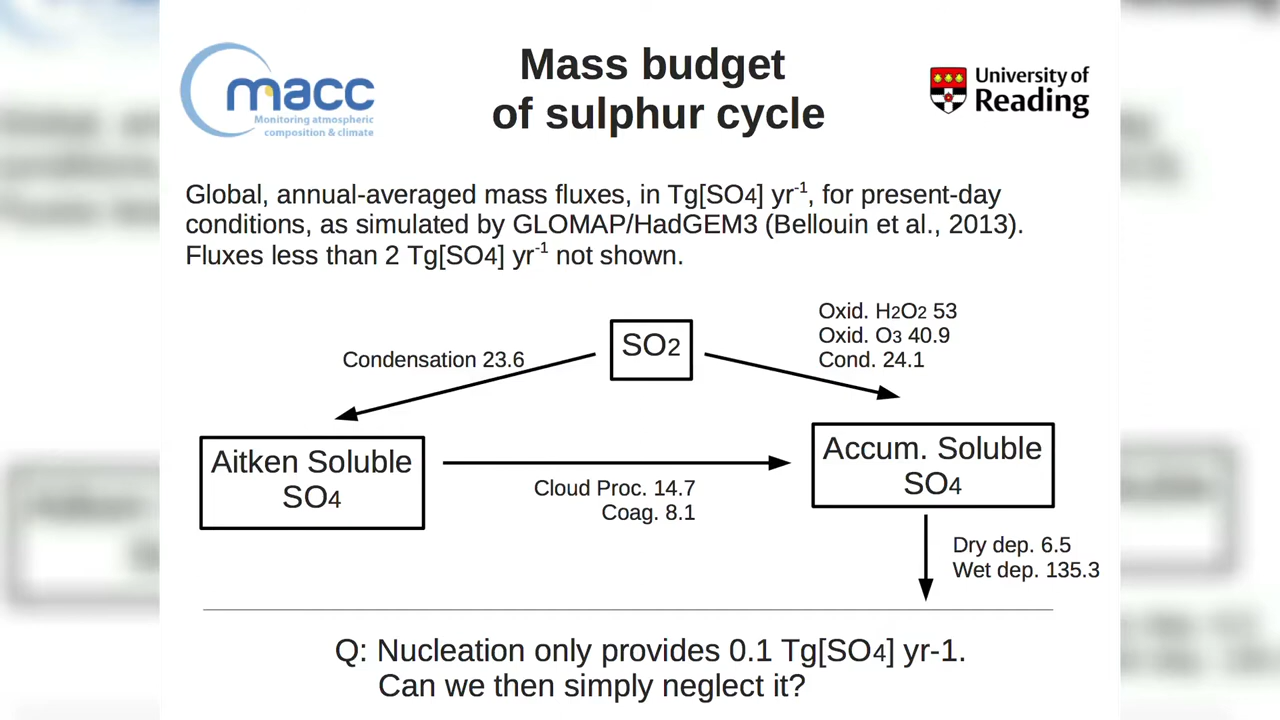 macc
Monitoring atmospheric
composition & climate
Mass budget
of sulphur cycle
University of
Reading
Global, annual-averaged mass fluxes, in Tg[SO4] yr-1, for present-day
conditions, as simulated by GLOMAP/HadGEM3 (Bellouin et al., 2013).
Fluxes less than 2 Tg[SO4] yr-1 not shown.
Condensation 23.6
SO2
Oxid. H2O2 53
Oxid. O3 40.9
Cond. 24.1
Aitken Soluble
SO4
Cloud Proc. 14.7
Coag. 8.1
Accum. Soluble
SO4
Dry dep. 6.5
Wet dep. 135.3
Q: Nucleation only provides 0.1 Tg[SO4] yr-1.
Can we then simply neglect it?